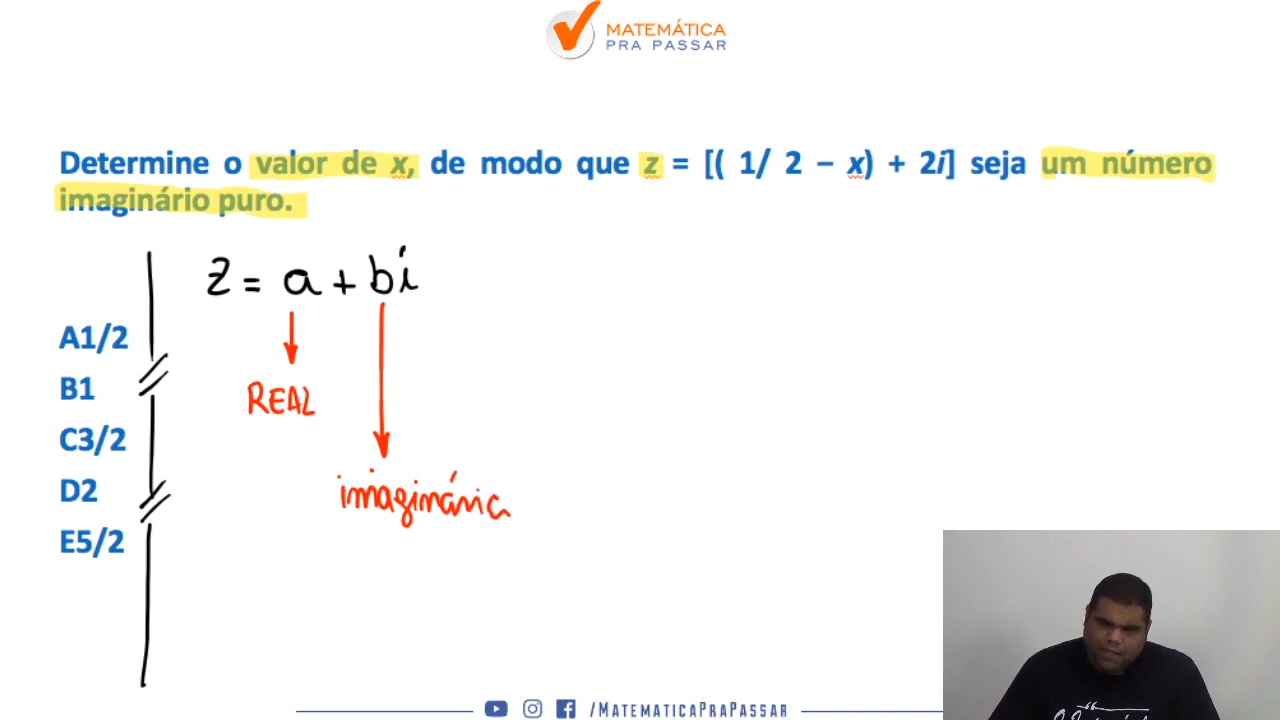 MATEMÁTICA
PRA PASSAR
Determine o valor de x, de modo que z = [( 1/ 2 – x) + 2i] seja um número
imaginário puro.
z = a + bi
A1/2
B1
REAL
C3/2
D2
imaginária
E5/2
/MATEMATICAPRAPASSAR